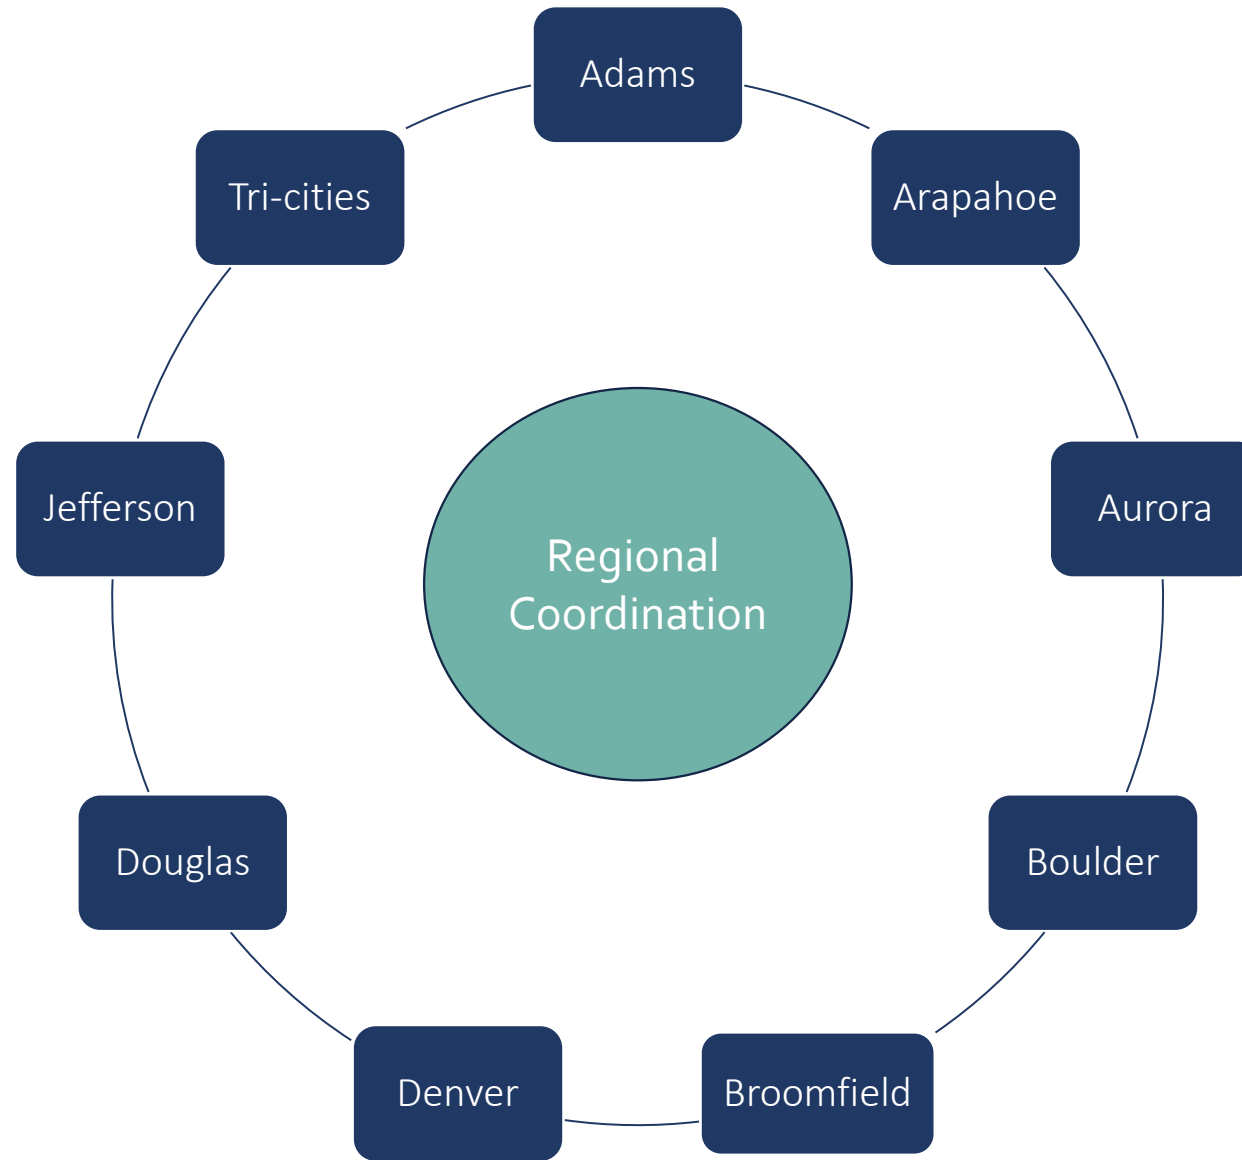 Adams
Arapahoe
Aurora
Boulder
Broomfield
Denver
Douglas
Jefferson
Tri-cities
Regional
Coordination